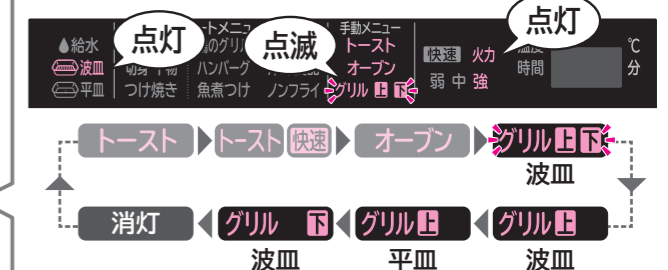 点灯
点滅
点灯
手動メニュー
給水
トースト
快速 火力
℃
波皿
ハンバーグ
オーブン
時間
分
平皿 つけ焼き 魚煮つけ ノンフライ グリル 上 下
弱 中 強
トースト トースト 快速 オーブン グリル 上 下
波皿
消灯 グリル 下 グリル 上 グリル 上
波皿 平皿 波皿